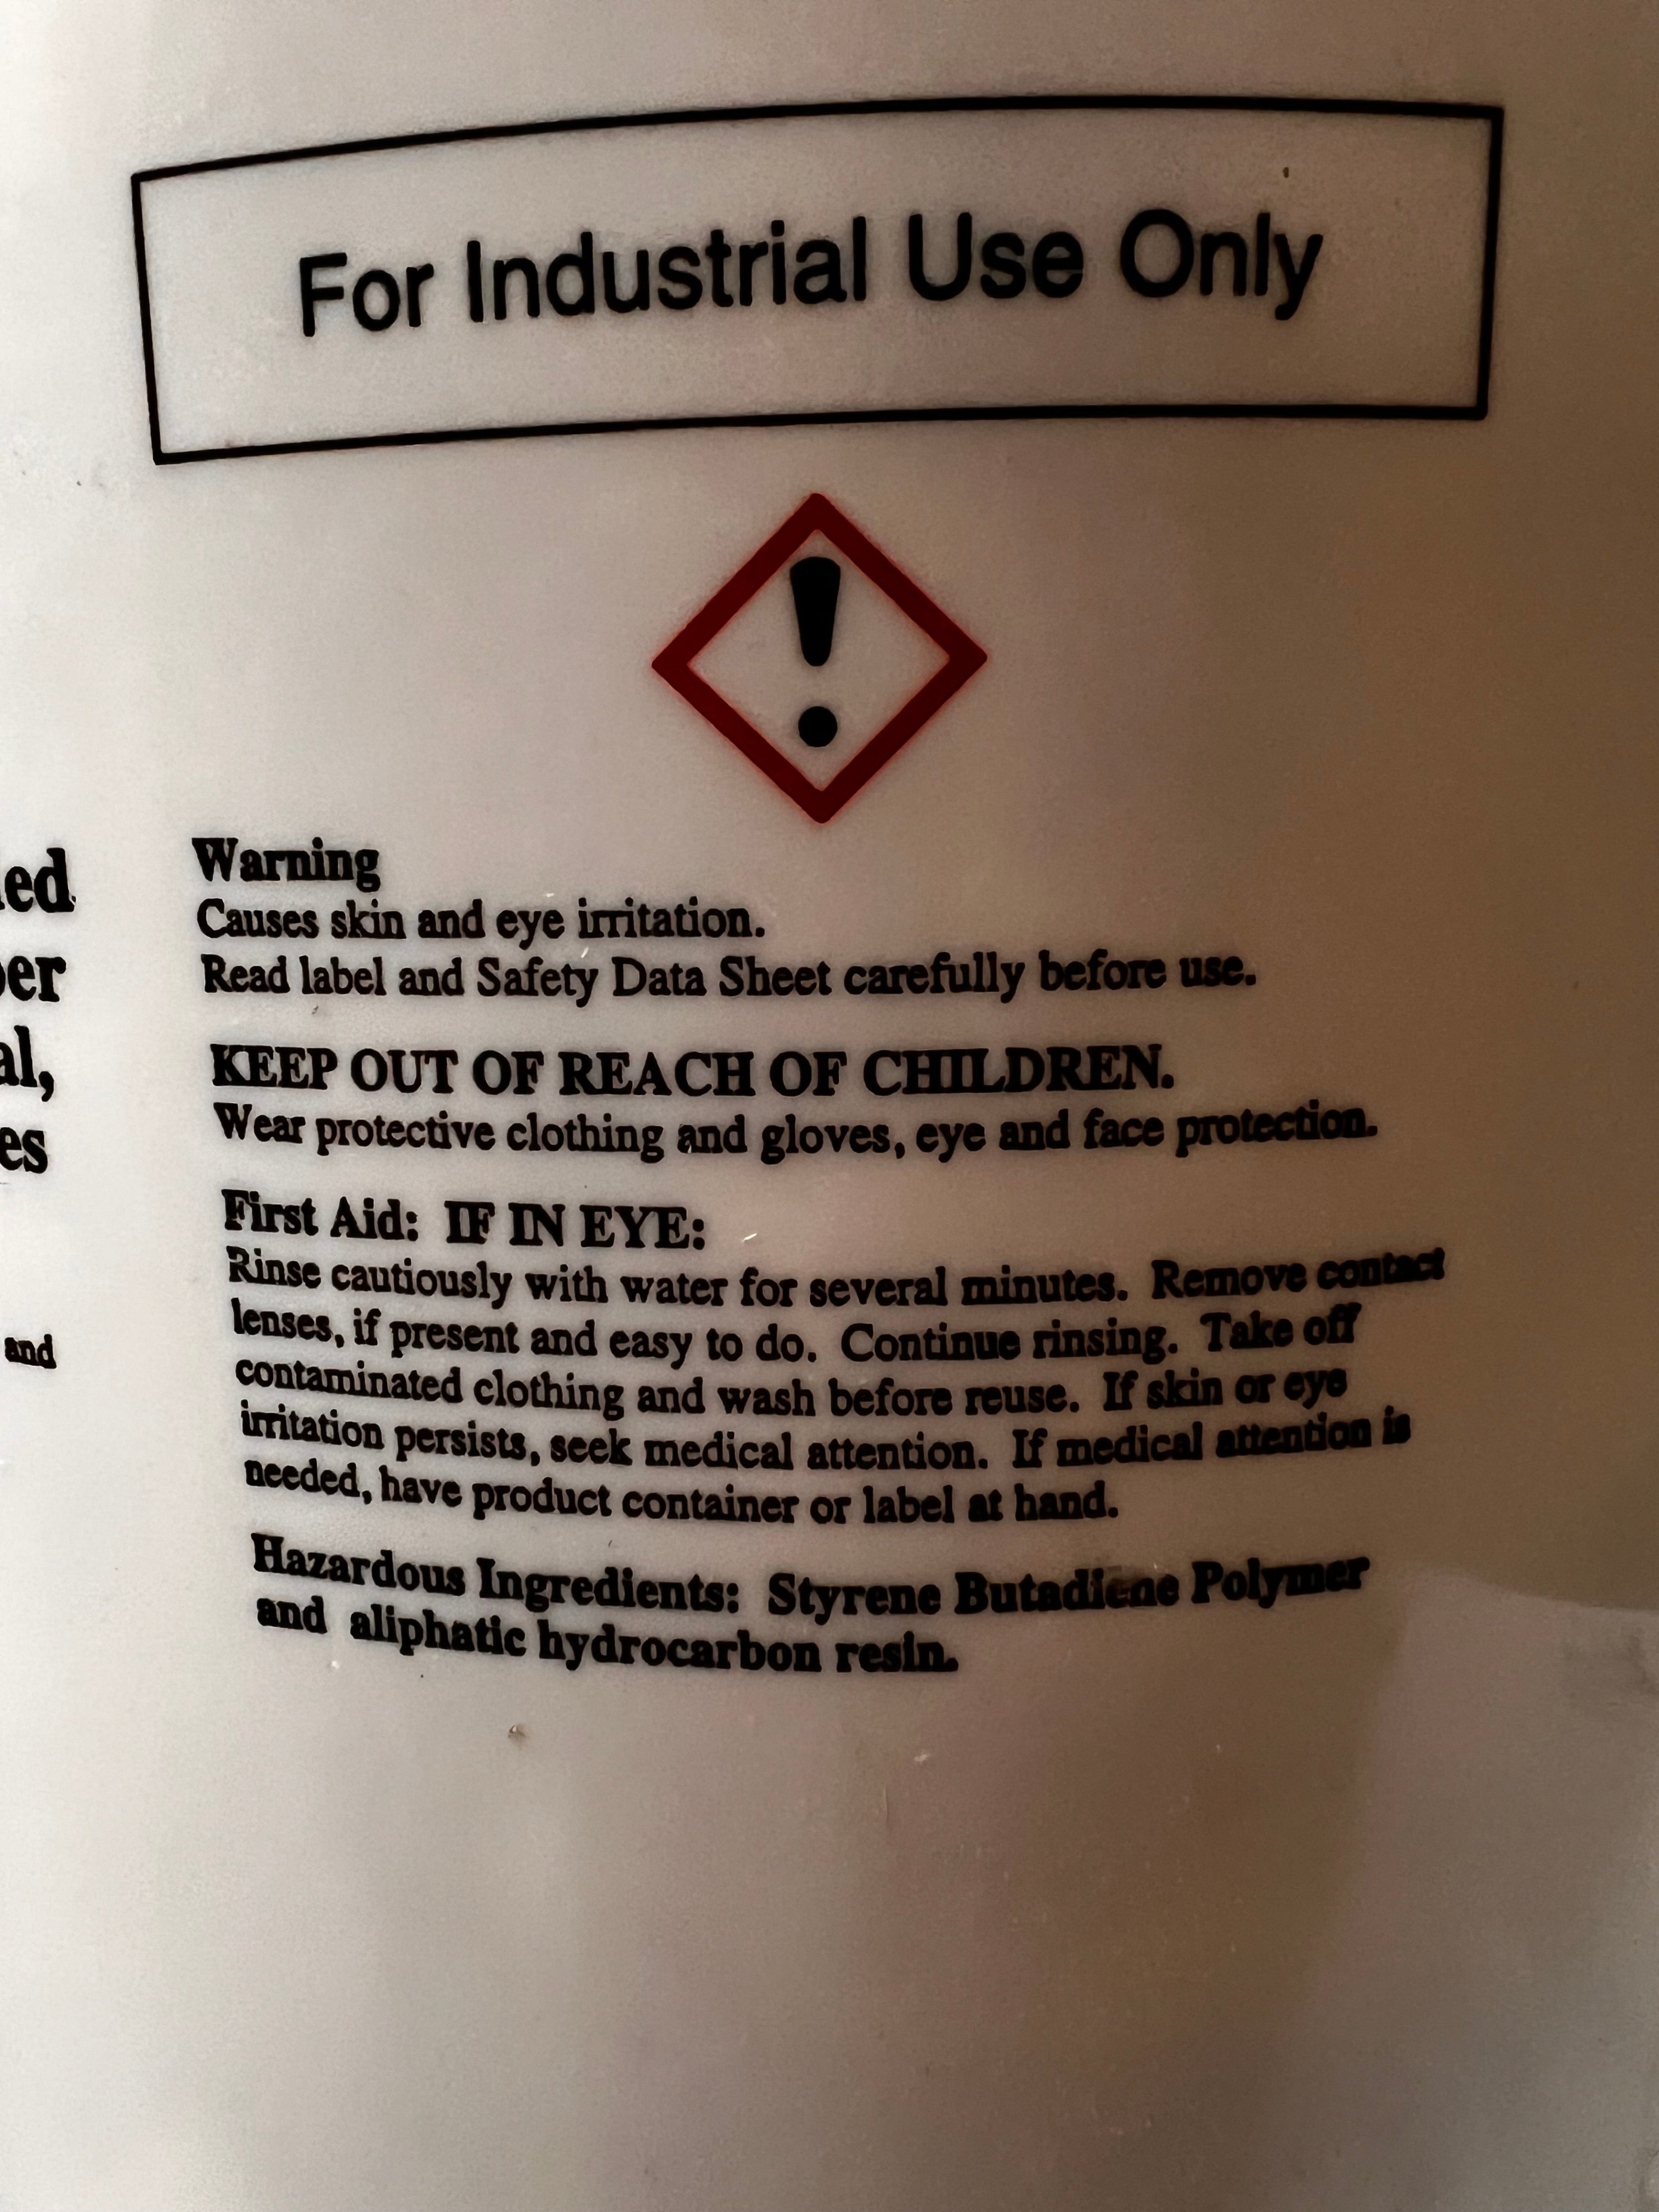 For Industrial Use Only
Warning
Causes skin and eye irritation.
Read label and Safety Data Sheet carefully before use.
KEEP OUT OF REACH OF CHILDREN.
Wear protective clothing and gloves, eye and face protection.
First Aid: IF IN EYE:
Rinse cautiously with water for several minutes. Remove contact
lenses, if present and easy to do. Continue rinsing. Take off
contaminated clothing and wash before reuse. If skin or eye
irritation persists, seek medical attention. If medical attention is
needed, have product container or label at hand.
Hazardous Ingredients: Styrene Butadiene Polymer
and aliphatic hydrocarbon resin.
and